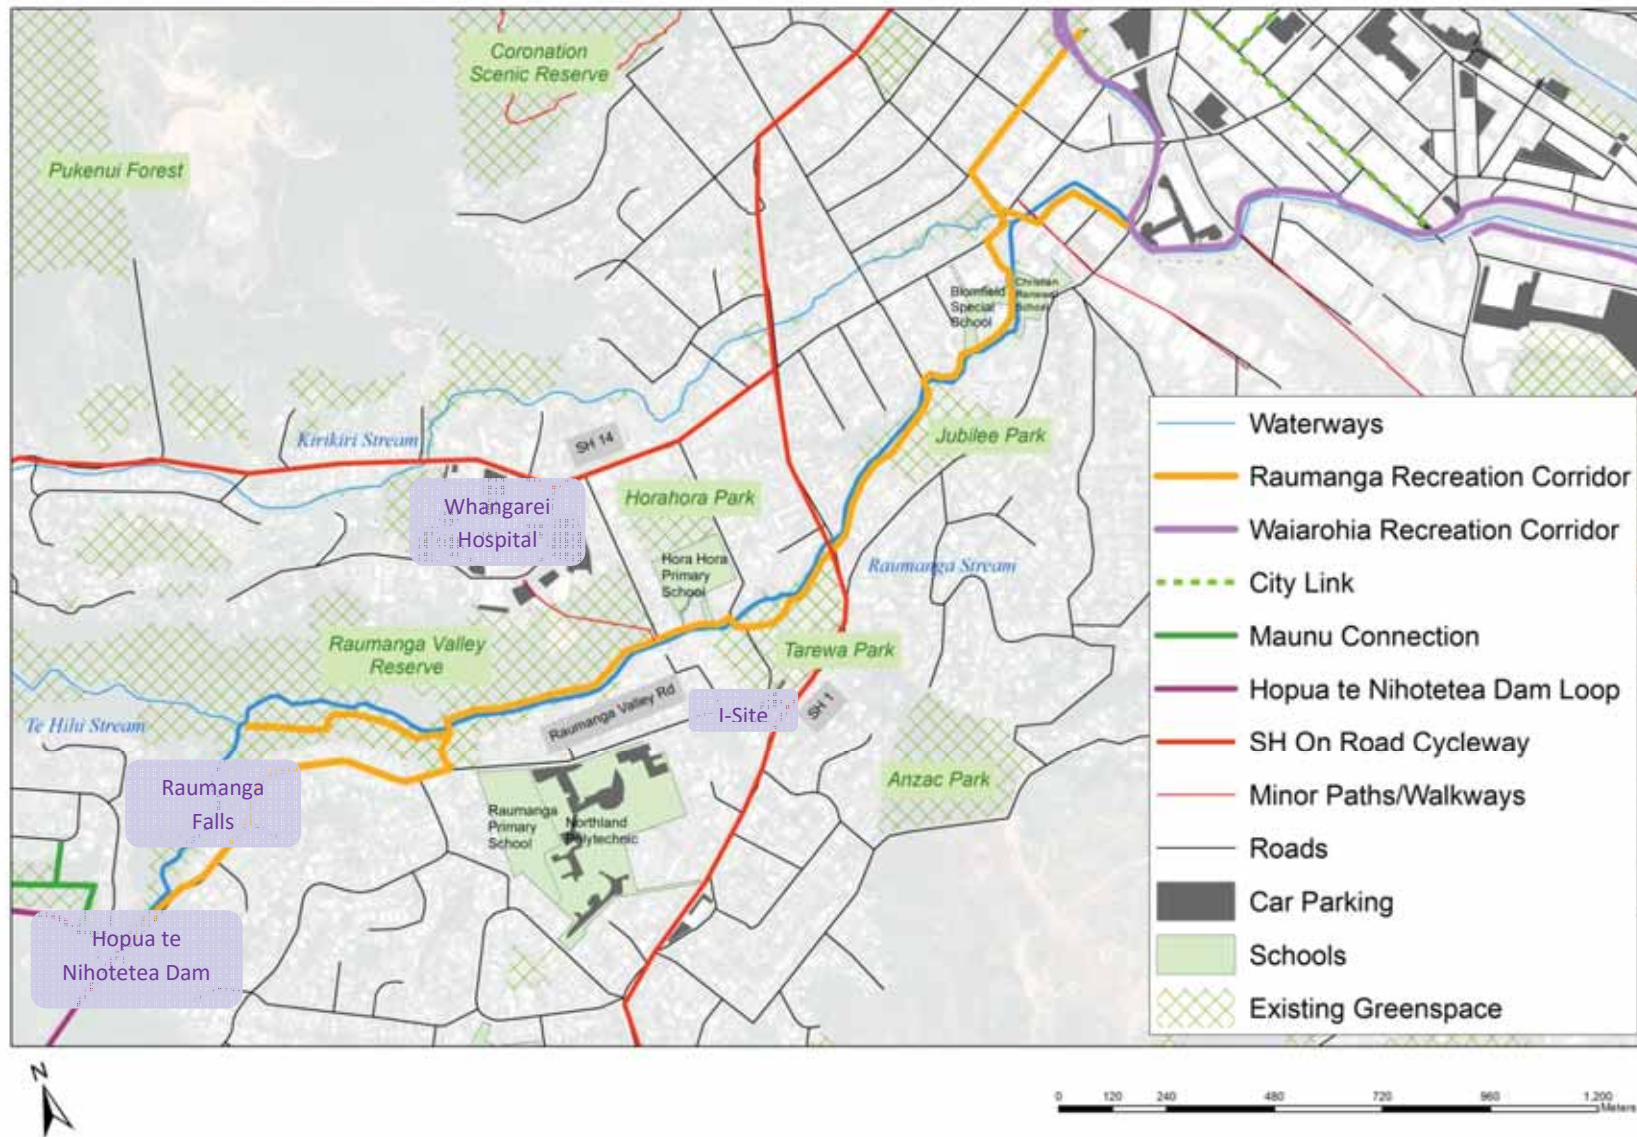 Coronation
Scenic Reserve
Pukenui Forest
Blomfield
Special
School
Christian
Renewal
School
Jubilee Park
Kirikiri Stream
SH 14
Whangarei
Hospital
Horahora Park
Hora Hora
Primary
School
Raumanga Stream
Raumanga Valley
Reserve
Tarewa Park
Te Hihi Stream
Raumanga Valley Rd
I-Site
SH 1
Anzac Park
Raumanga
Falls
Raumanga
Primary
School
Northland
Polytechnic
Hopua te
Nihotetea Dam
Waterways
Raumanga Recreation Corridor
Waiarohia Recreation Corridor
City Link
Maunu Connection
Hopua te Nihotetea Dam Loop
SH On Road Cycleway
Minor Paths/Walkways
Roads
Car Parking
Schools
Existing Greenspace
N
0 120 240 480 720 960 1,200
Meters